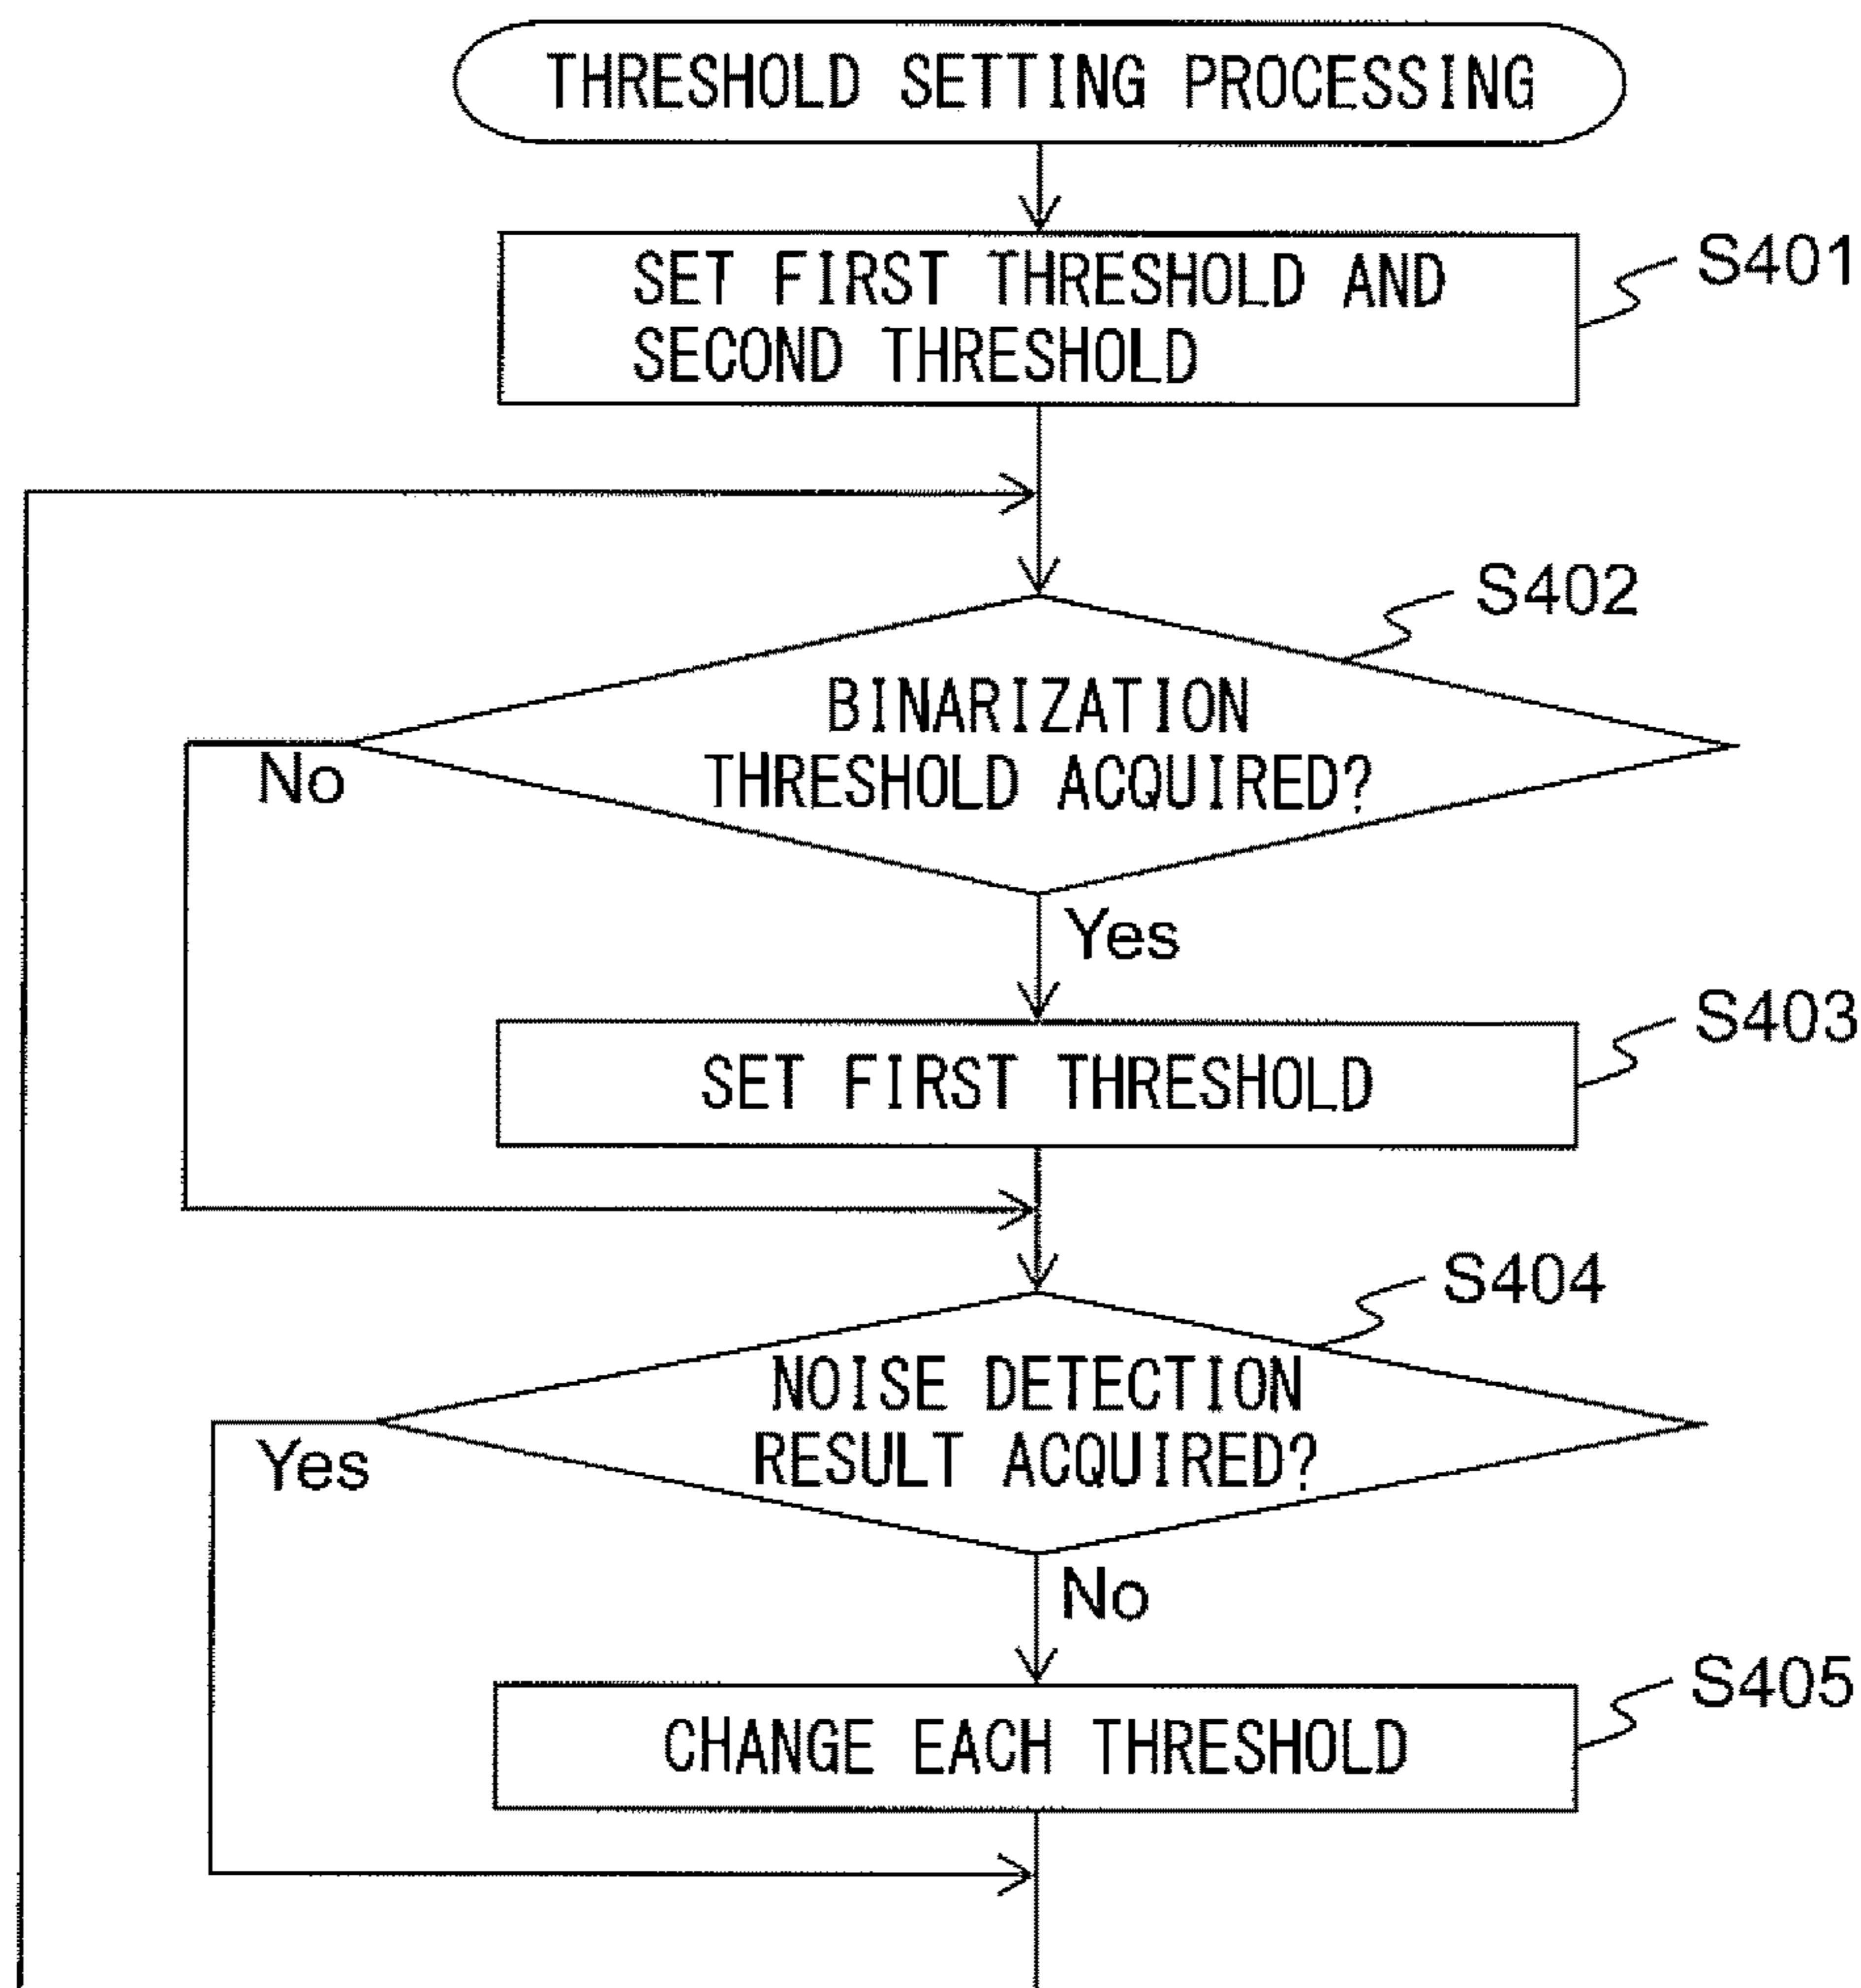 THRESHOLD SETTING PROCESSING
SET FIRST THRESHOLD AND
SECOND THRESHOLD
S401
S402
BINARIZATION
THRESHOLD ACQUIRED?
No
Yes
S403
SET FIRST THRESHOLD
S404
NOISE DETECTION
RESULT ACQUIRED?
Yes
No
S405
CHANGE EACH THRESHOLD